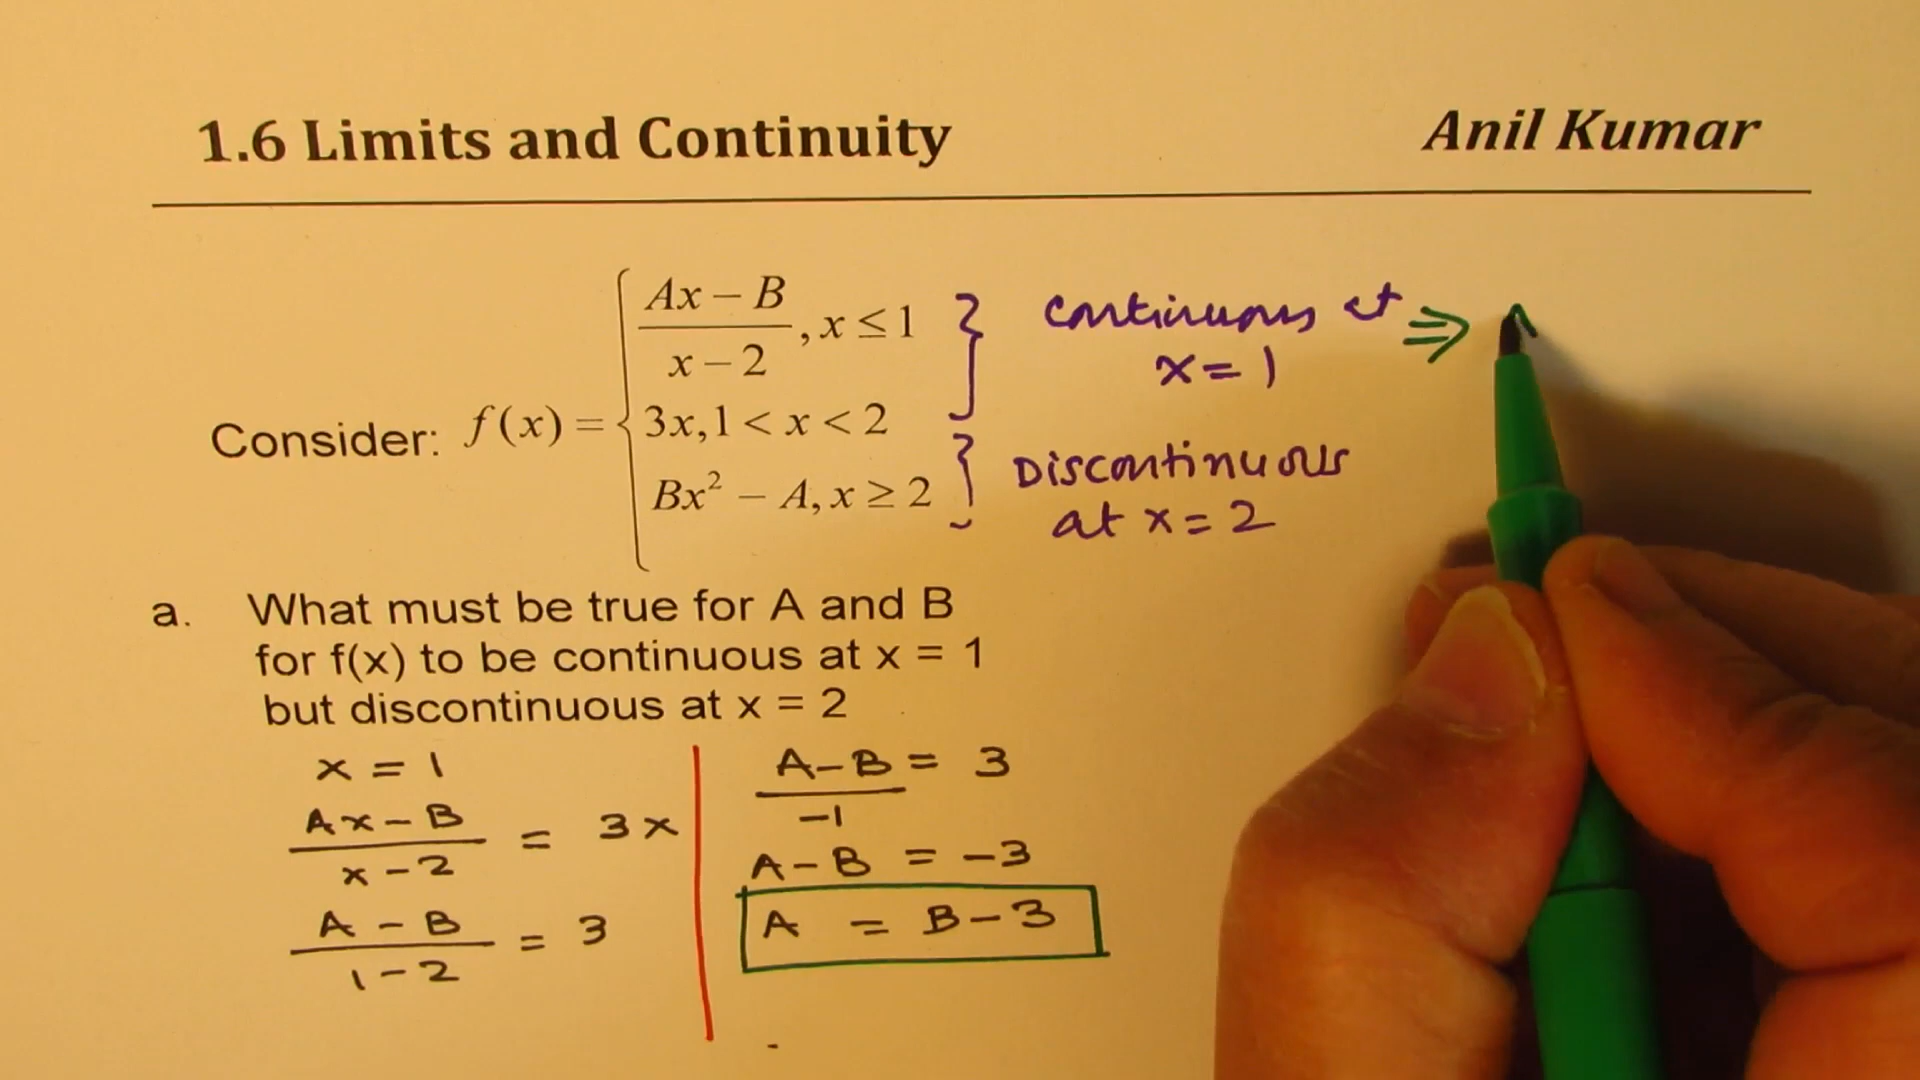 1.6 Limits and Continuity
Anil Kumar
Consider: f(x) = { (Ax − B)/(x − 2), x ≤ 1
3x, 1 < x < 2
Bx² − A, x ≥ 2
continuous at ⇒ A
x = 1
Discontinuous
at x = 2
a. What must be true for A and B
for f(x) to be continuous at x = 1
but discontinuous at x = 2
x = 1
(Ax − B)/(x − 2) = 3x
(A − B)/(1 − 2) = 3
(A − B)/(−1) = 3
A − B = −3
A = B − 3